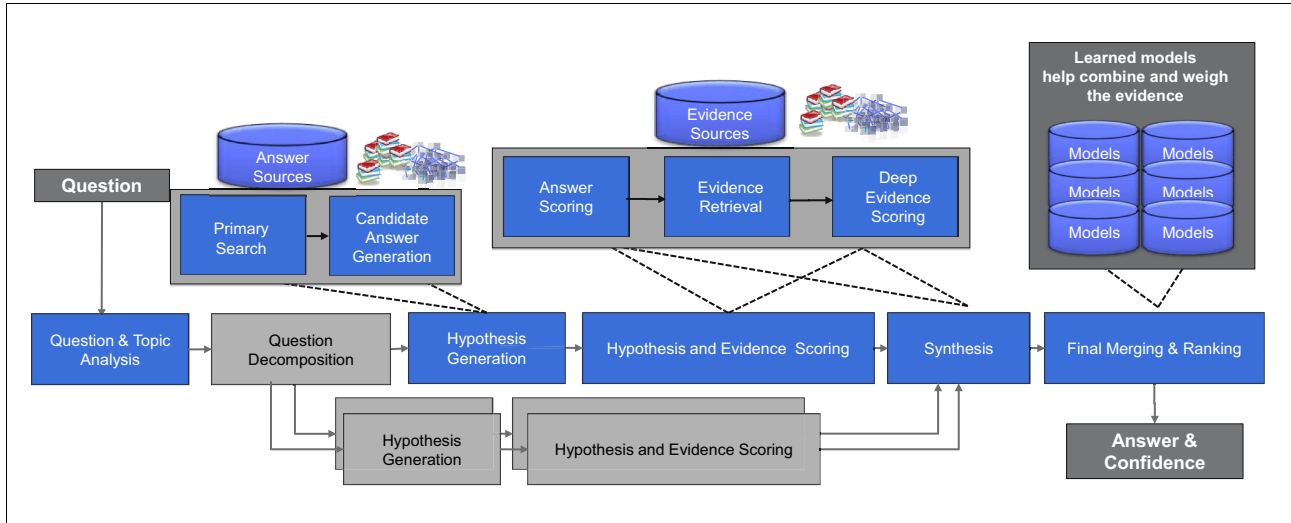 Learned models
help combine and weigh
the evidence
Evidence
Sources
Models
Models
Answer
Sources
Question
Answer
Scoring
Evidence
Retrieval
Deep
Evidence
Scoring
Models
Models
Primary
Search
Candidate
Answer
Generation
Models
Models
Question & Topic
Analysis
Question
Decomposition
Hypothesis
Generation
Hypothesis and Evidence Scoring
Synthesis
Final Merging & Ranking
Hypothesis
Generation
Hypothesis and Evidence Scoring
Answer &
Confidence